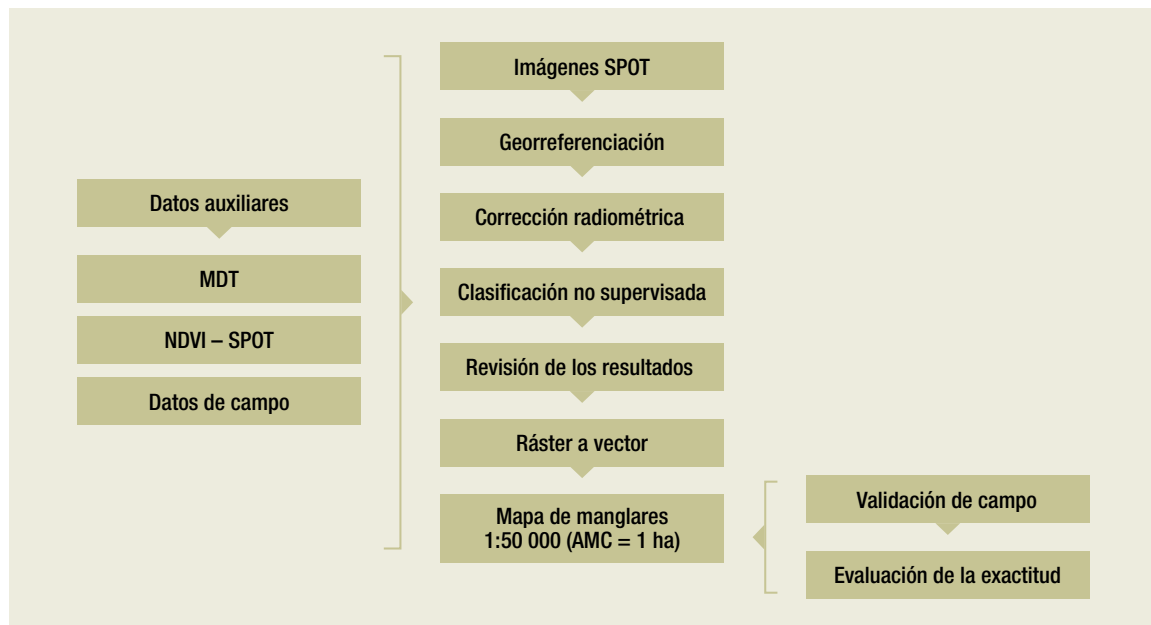 Datos auxiliares
MDT
NDVI – SPOT
Datos de campo
Imágenes SPOT
Georreferenciación
Corrección radiométrica
Clasificación no supervisada
Revisión de los resultados
Ráster a vector
Mapa de manglares
1:50 000 (AMC = 1 ha)
Validación de campo
Evaluación de la exactitud